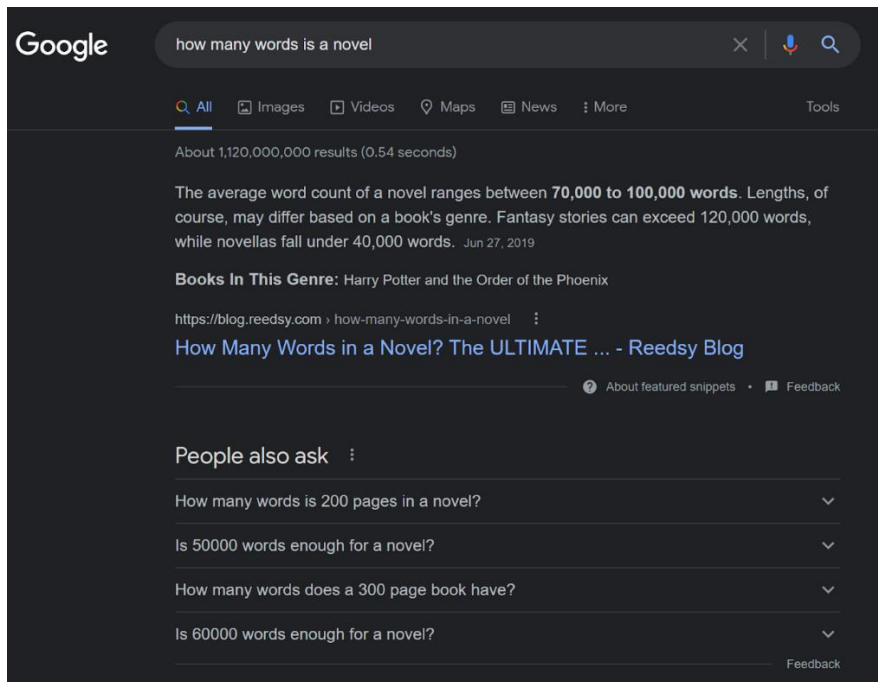 Google
how many words is a novel
All Images Videos Maps News More Tools
About 1,120,000,000 results (0.54 seconds)
The average word count of a novel ranges between 70,000 to 100,000 words. Lengths, of
course, may differ based on a book's genre. Fantasy stories can exceed 120,000 words,
while novellas fall under 40,000 words. Jun 27, 2019
Books In This Genre: Harry Potter and the Order of the Phoenix
https://blog.reedsy.com › how-many-words-in-a-novel
How Many Words in a Novel? The ULTIMATE ... - Reedsy Blog
About featured snippets • Feedback
People also ask
How many words is 200 pages in a novel?
Is 50000 words enough for a novel?
How many words does a 300 page book have?
Is 60000 words enough for a novel?
Feedback